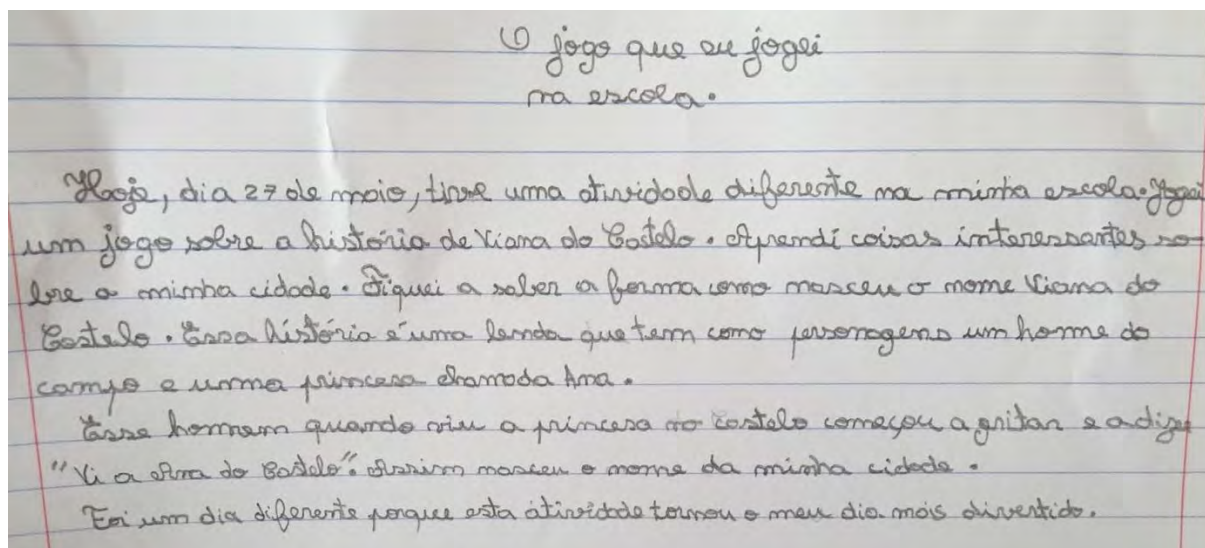 O jogo que eu joguei
na escola.
Hoje, dia 27 de maio, tive uma atividade diferente na minha escola. Joguei
um jogo sobre a história de Viana do Castelo. Aprendi coisas interessantes so-
bre a minha cidade. Fiquei a saber a forma como nasceu o nome Viana do
Castelo. Essa história é uma lenda que tem como personagens um home do
campo e uma princesa chamada Ana.
Esse homem quando viu a princesa no castelo começou a gritar e a dizer
"Vi a Ana do Castelo". Assim nasceu o nome da minha cidade.
Foi um dia diferente porque esta atividade tornou o meu dia mais divertido.